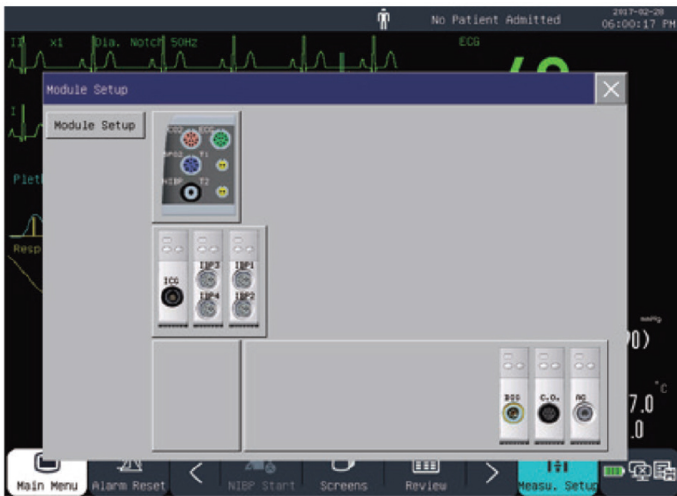 2017-02-28
No Patient Admitted
06:00:17 PM
II x1 Dia. Notch 50Hz
ECG
Module Setup
I
Module Setup
CO2 ECG
SPO2 T1
NIBP T2
Plet
Resp
ICG
IBP3
IBP1
IBP4
IBP2
mmHg
0)
°C
7.0
.0
BIS
C.O.
AG
Main Menu
Alarm Reset
NIBP Start
Screens
Review
Measu. Setup